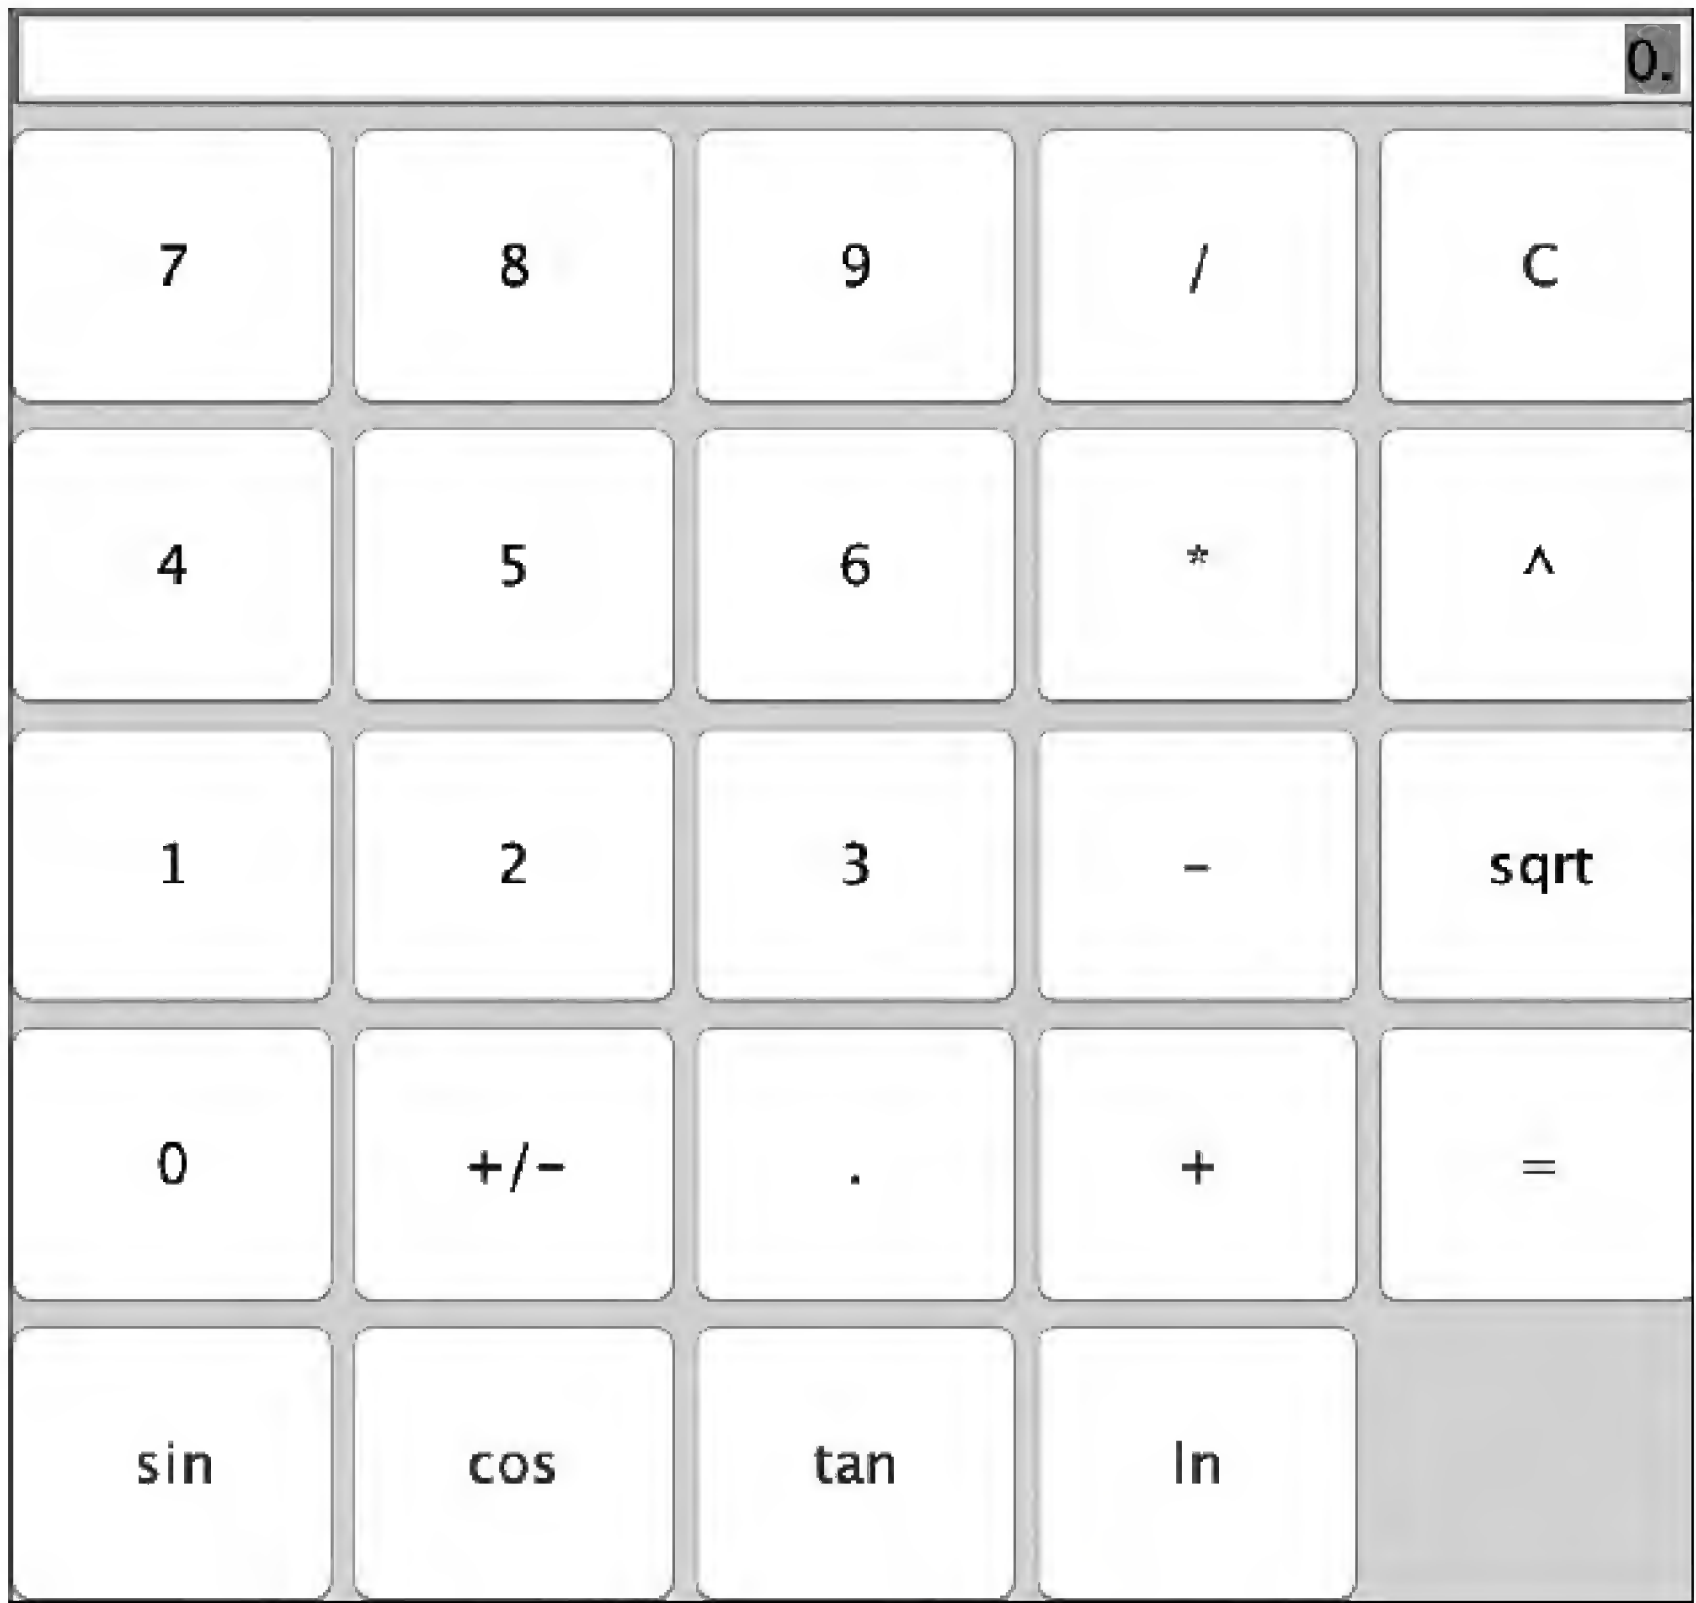 0.
7 8 9 / C
4 5 6 * ^
1 2 3 - sqrt
0 +/- . + =
sin cos tan ln